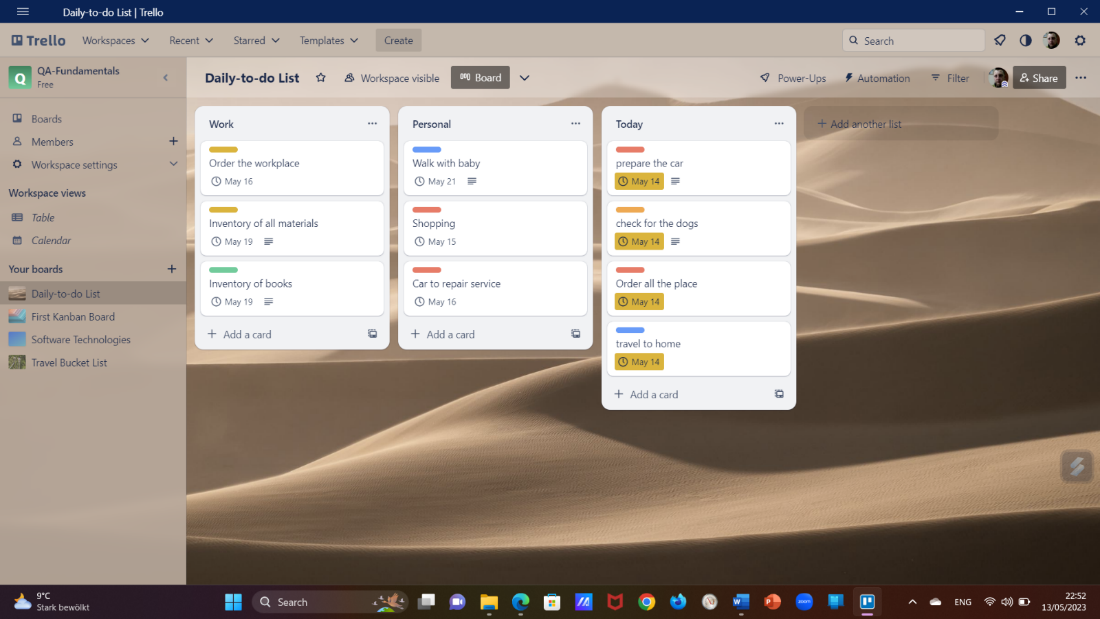 Daily-to-do List | Trello
Trello
Workspaces
Recent
Starred
Templates
Create
Search
Q
QA-Fundamentals
Free
Daily-to-do List
Workspace visible
Board
Power-Ups
Automation
Filter
Share
Boards
Members
Workspace settings
Workspace views
Table
Calendar
Your boards
Daily-to-do List
First Kanban Board
Software Technologies
Travel Bucket List
Work
Order the workplace
May 16
Inventory of all materials
May 19
Inventory of books
May 19
Add a card
Personal
Walk with baby
May 21
Shopping
May 15
Car to repair service
May 16
Add a card
Today
prepare the car
May 14
check for the dogs
May 14
Order all the place
May 14
travel to home
May 14
Add a card
Add another list
9°C
Stark bewölkt
Search
zoom
ENG
22:52
13/05/2023